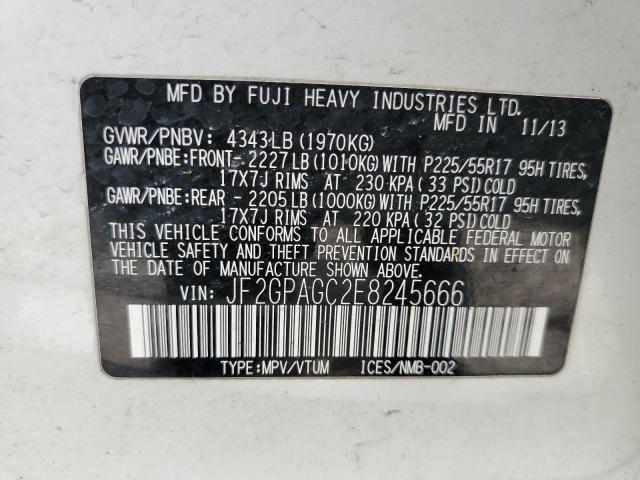 MFD BY FUJI HEAVY INDUSTRIES LTD.
MFD IN 11/13
GVWR/PNBV: 4343LB (1970KG)
GAWR/PNBE:FRONT- 2227 LB(1010KG)WITH P225/55R17 95H TIRES,
17X7J RIMS AT 230 KPA(33 PSI)COLD
GAWR/PNBE:REAR - 2205 LB(1000KG)WITH P225/55R17 95H TIRES,
17X7J RIMS AT 220 KPA(32 PSI)COLD
THIS VEHICLE CONFORMS TO ALL APPLICABLE FEDERAL MOTOR
VEHICLE SAFETY AND THEFT PREVENTION STANDARDS IN EFFECT ON
THE DATE OF MANUFACTURE SHOWN ABOVE.
VIN: JF2GPAGC2E8245666
TYPE:MPV/VTUM ICES/NMB-002